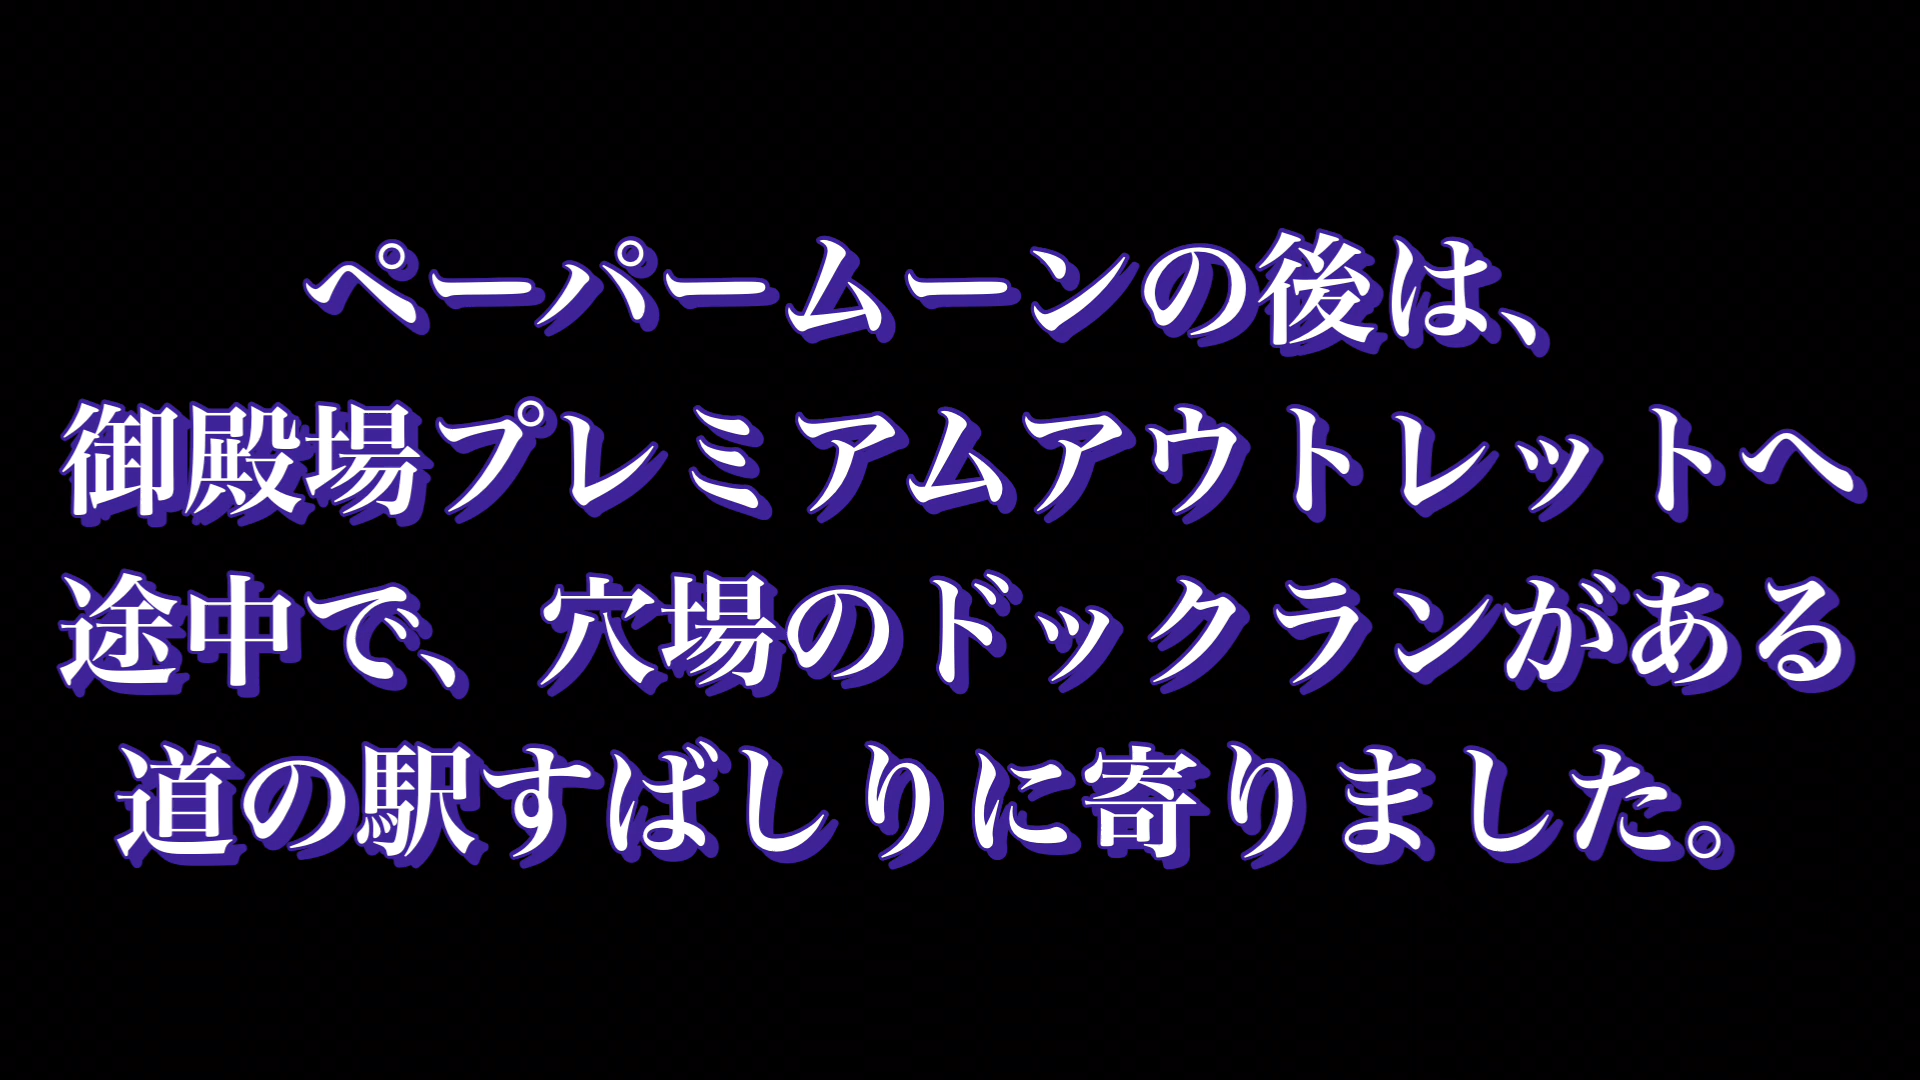 ペーパームーンの後は、
御殿場プレミアムアウトレットへ
途中で、穴場のドックランがある
道の駅すばしりに寄りました。